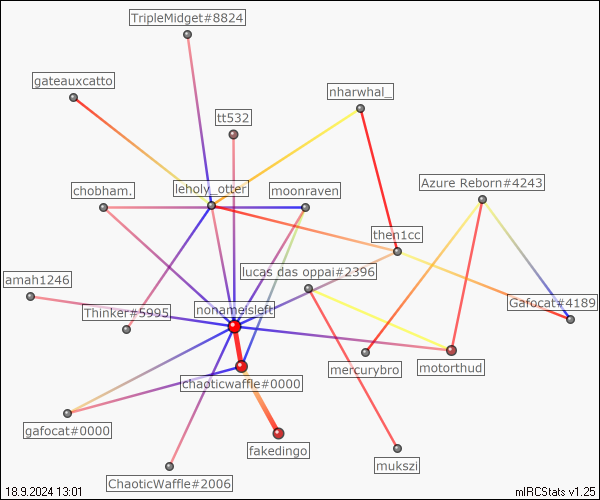 TripleMidget#8824
gateauxcatto
nharwhal_
tt532
Azure Reborn#4243
chobham.
leholy_otter
moonraven
then1cc
lucas das oppai#2396
amah1246
Gafocat#4189
Thinker#5995
nonameisleft
mercurybro
motorthud
chaoticwaffle#0000
gafocat#0000
fakedingo
mukszi
ChaoticWaffle#2006
18.9.2024 13:01
mIRCStats v1.25